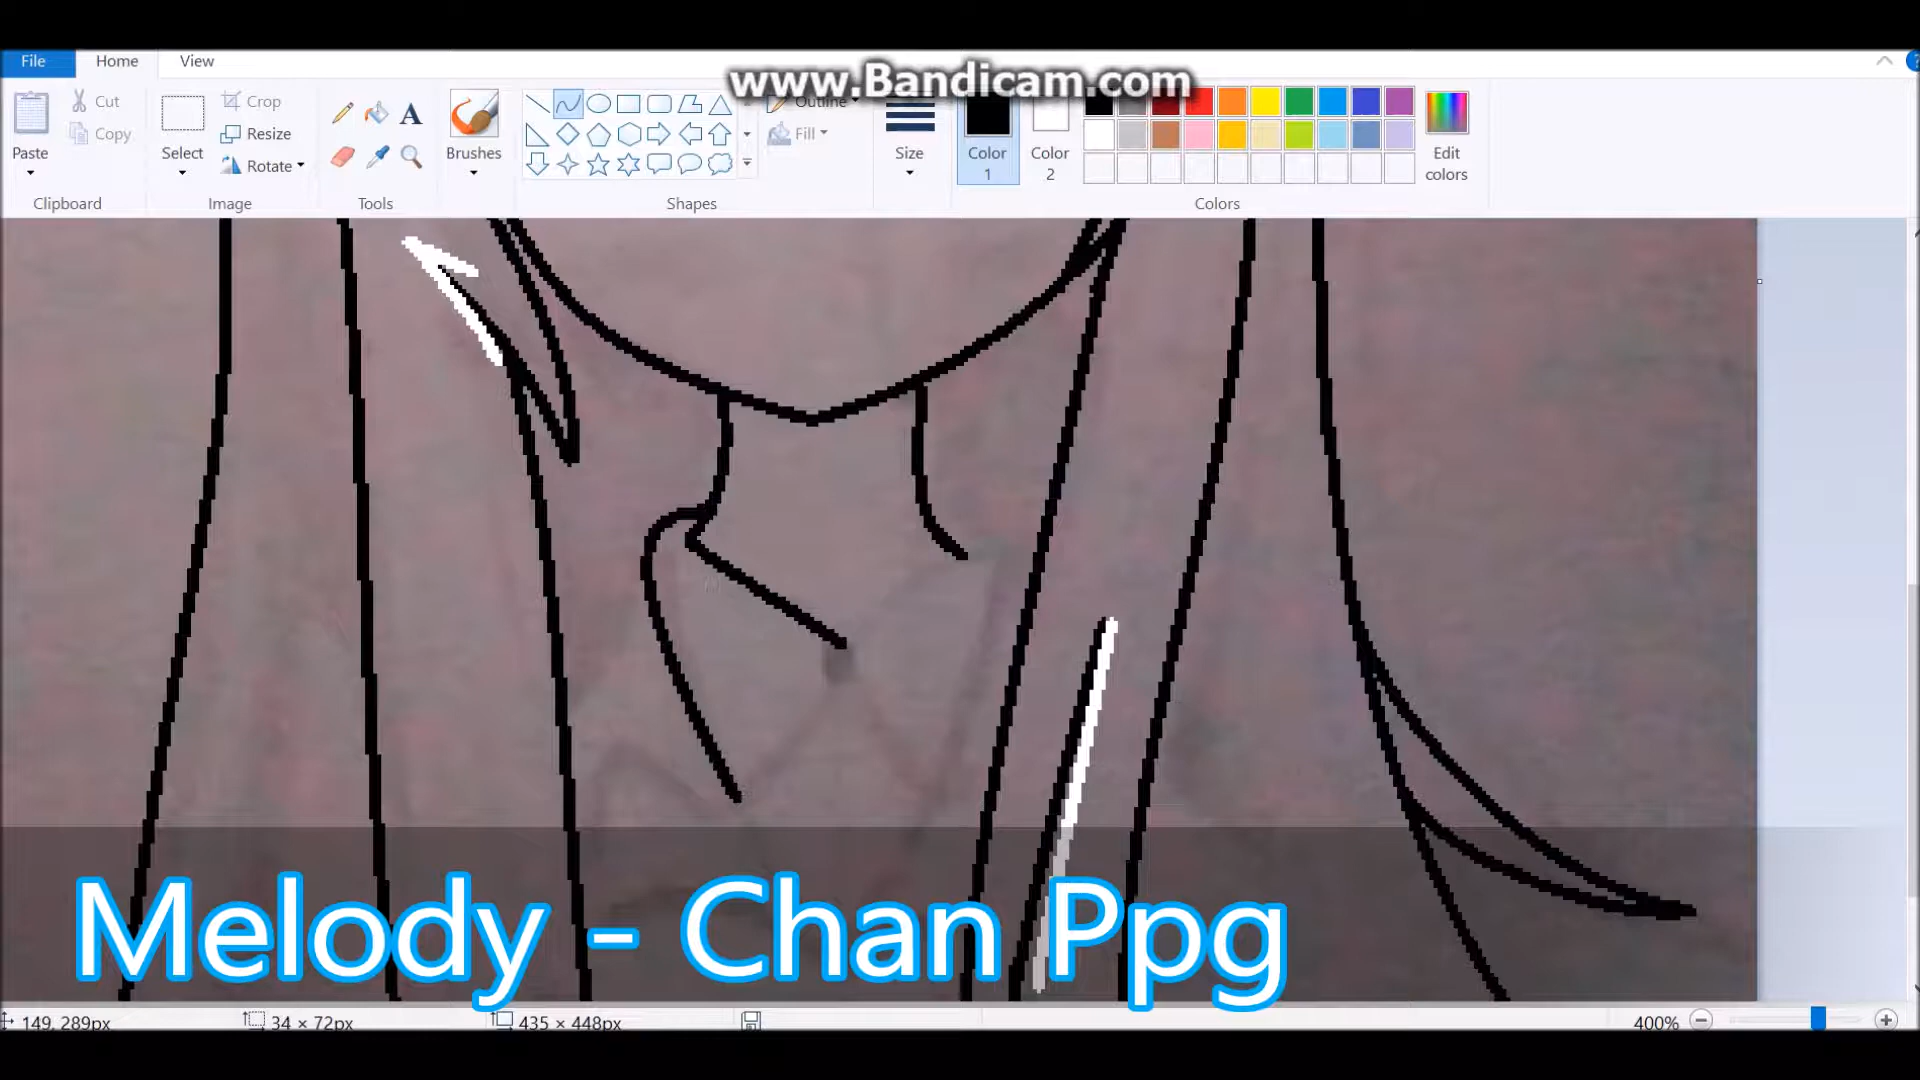 www.Bandicam.com
File Home View
Cut
Copy
Paste
Clipboard
Crop
Resize
Rotate
Select
Image
Tools
Brushes
Shapes
Outline
Fill
Size
Color 1
Color 2
Edit colors
Colors
Melody - Chan Ppg
149, 289px
34 × 72px
435 × 448px
400%